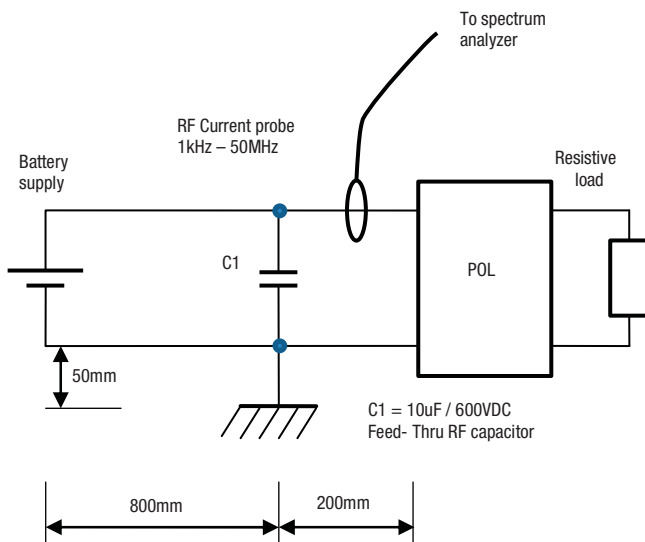 To spectrum
analyzer
RF Current probe
1kHz – 50MHz
Battery
supply
Resistive
load
C1
POL
50mm
C1 = 10uF / 600VDC
Feed- Thru RF capacitor
800mm
200mm